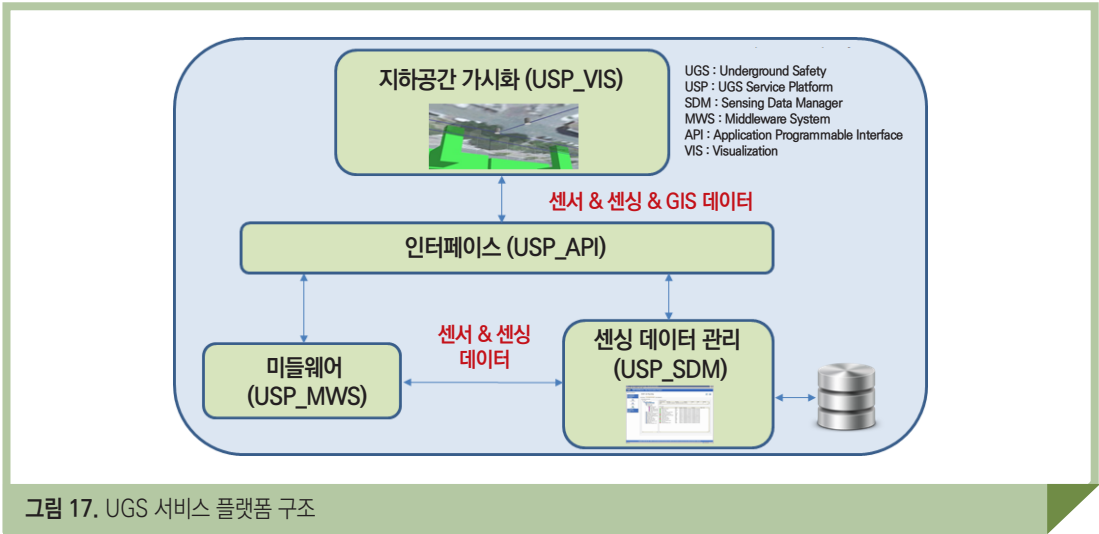 지하공간 가시화 (USP_VIS)
UGS : Underground Safety
USP : UGS Service Platform
SDM : Sensing Data Manager
MWS : Middleware System
API : Application Programmable Interface
VIS : Visualization
센서 & 센싱 & GIS 데이터
인터페이스 (USP_API)
센서 & 센싱
데이터
미들웨어
(USP_MWS)
센싱 데이터 관리
(USP_SDM)
그림 17. UGS 서비스 플랫폼 구조